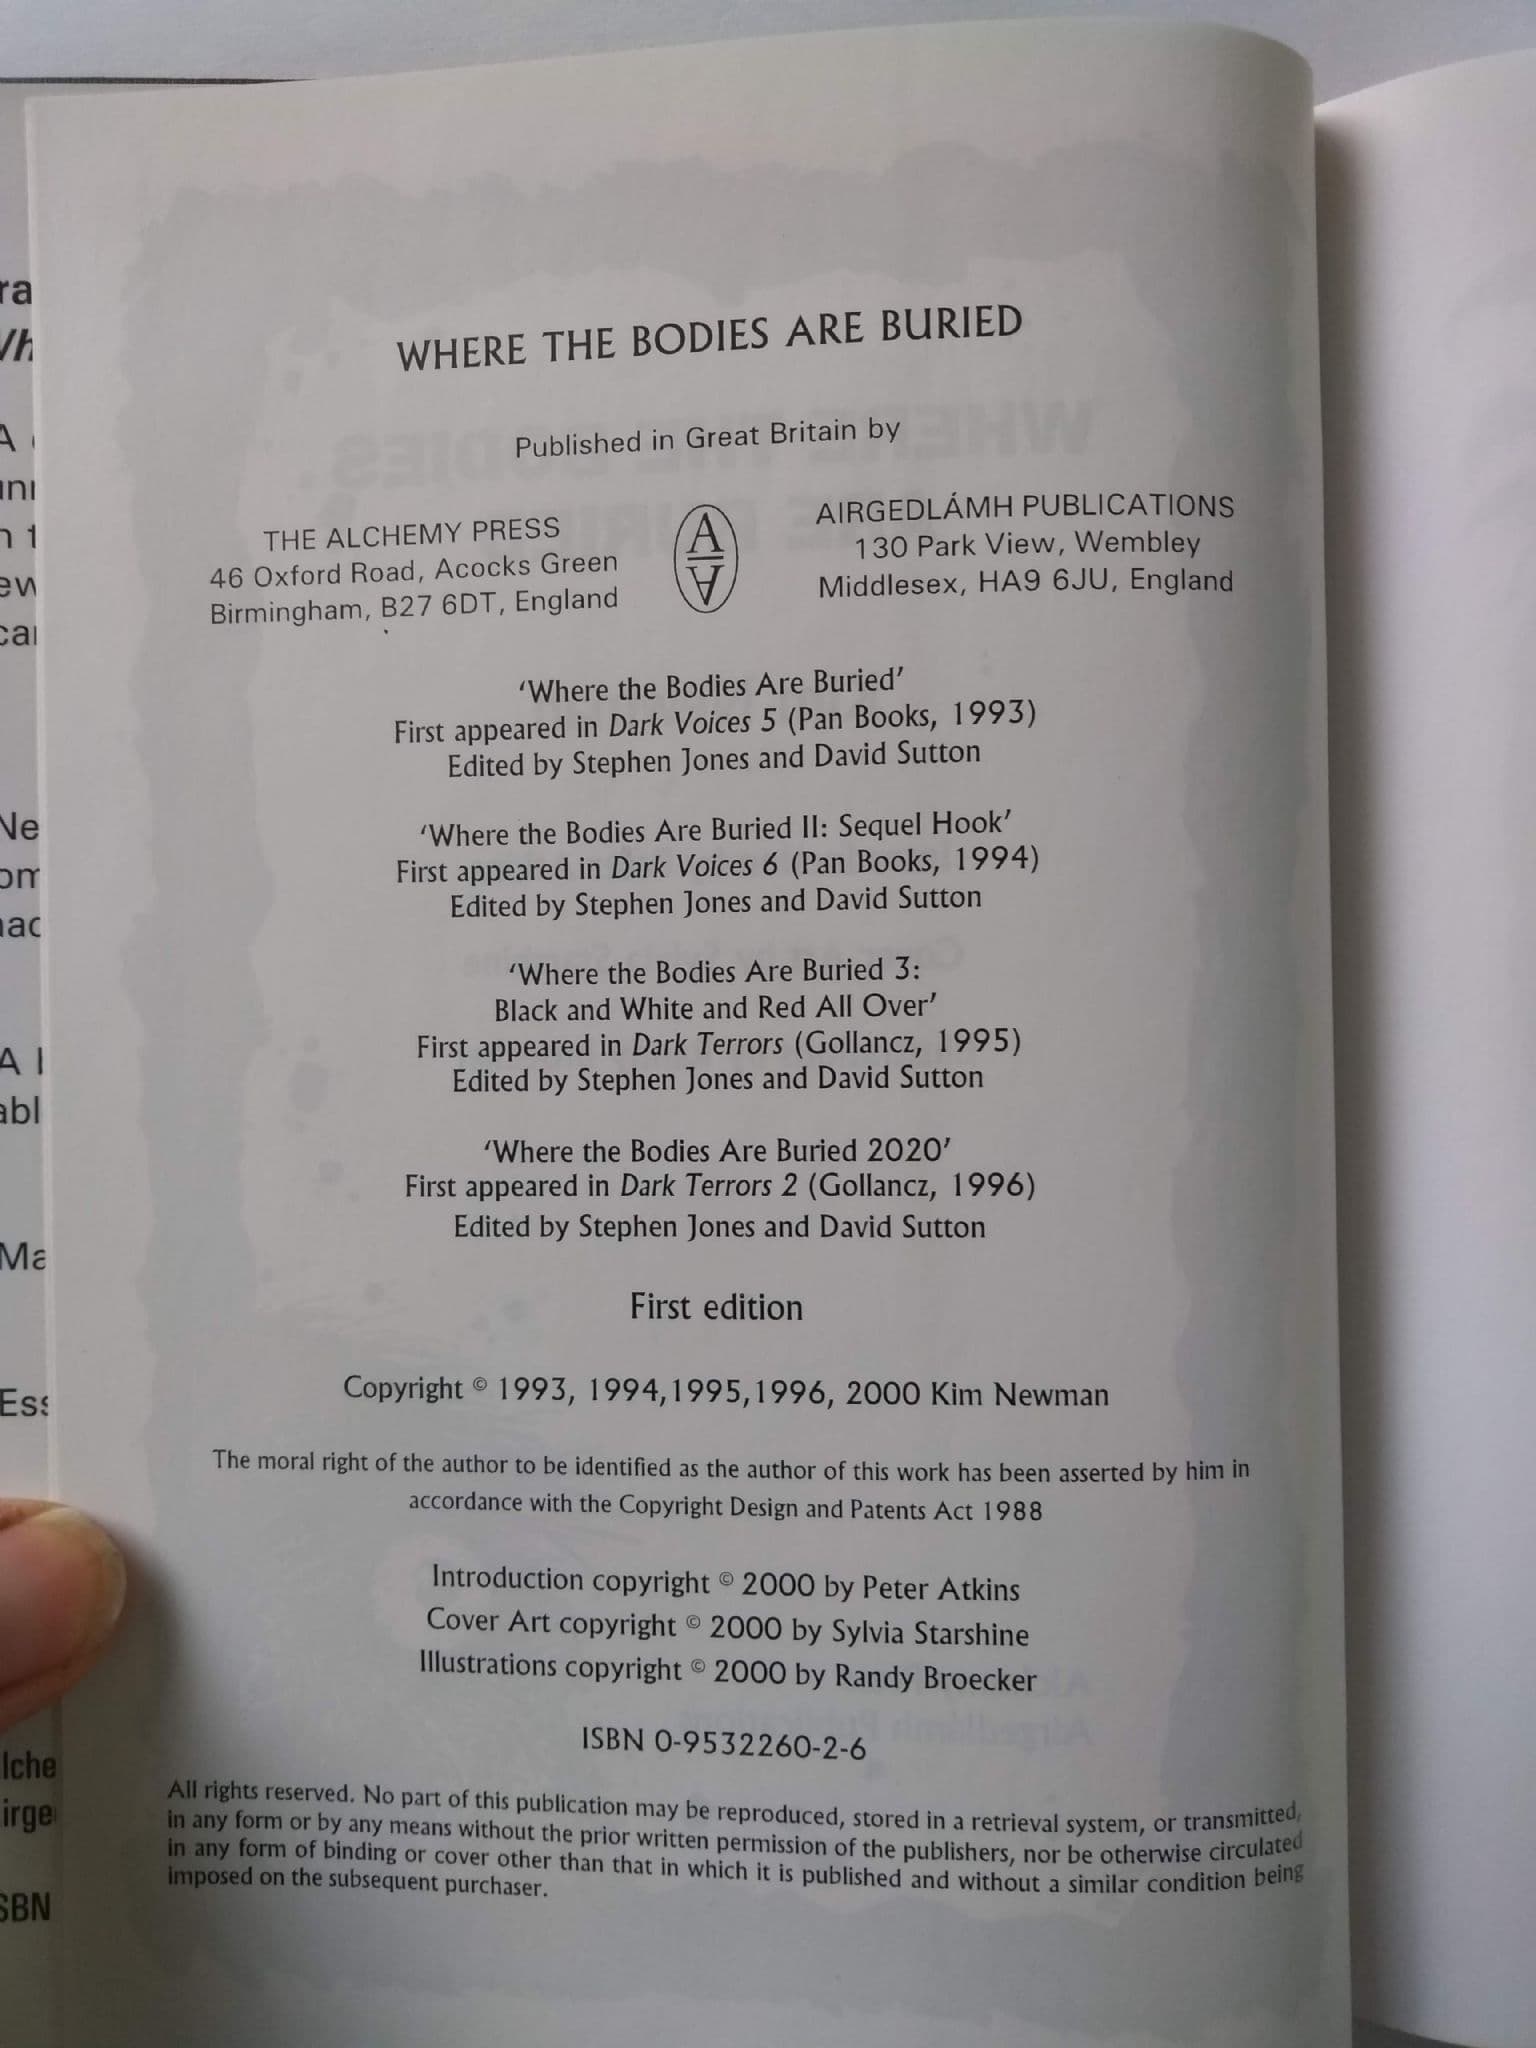 WHERE THE BODIES ARE BURIED
Published in Great Britain by
THE ALCHEMY PRESS
46 Oxford Road, Acocks Green
Birmingham, B27 6DT, England
A
A
AIRGEDLÁMH PUBLICATIONS
130 Park View, Wembley
Middlesex, HA9 6JU, England
‘Where the Bodies Are Buried’
First appeared in Dark Voices 5 (Pan Books, 1993)
Edited by Stephen Jones and David Sutton
‘Where the Bodies Are Buried II: Sequel Hook’
First appeared in Dark Voices 6 (Pan Books, 1994)
Edited by Stephen Jones and David Sutton
‘Where the Bodies Are Buried 3:
Black and White and Red All Over’
First appeared in Dark Terrors (Gollancz, 1995)
Edited by Stephen Jones and David Sutton
‘Where the Bodies Are Buried 2020’
First appeared in Dark Terrors 2 (Gollancz, 1996)
Edited by Stephen Jones and David Sutton
First edition
Copyright © 1993, 1994,1995,1996, 2000 Kim Newman
The moral right of the author to be identified as the author of this work has been asserted by him in
accordance with the Copyright Design and Patents Act 1988
Introduction copyright © 2000 by Peter Atkins
Cover Art copyright © 2000 by Sylvia Starshine
Illustrations copyright © 2000 by Randy Broecker
ISBN 0-9532260-2-6
All rights reserved. No part of this publication may be reproduced, stored in a retrieval system, or transmitted,
in any form or by any means without the prior written permission of the publishers, nor be otherwise circulated
in any form of binding or cover other than that in which it is published and without a similar condition being
imposed on the subsequent purchaser.